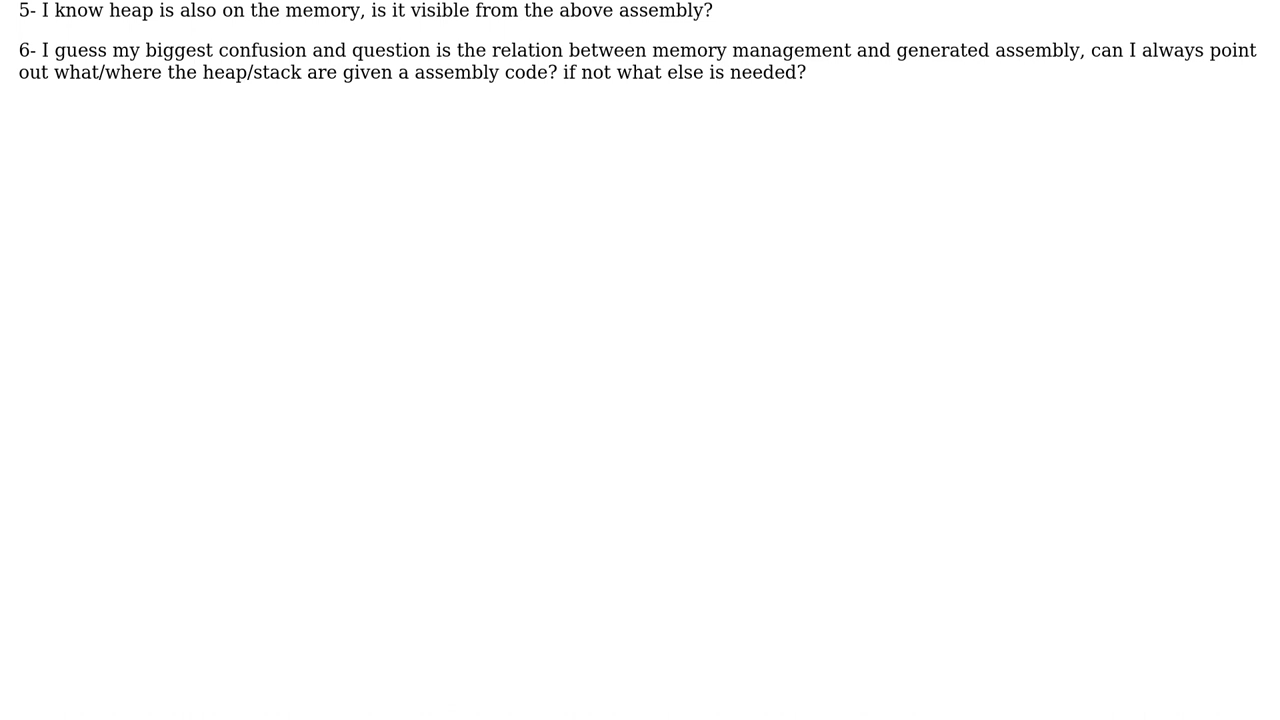 5- I know heap is also on the memory, is it visible from the above assembly?
6- I guess my biggest confusion and question is the relation between memory management and generated assembly, can I always point
out what/where the heap/stack are given a assembly code? if not what else is needed?